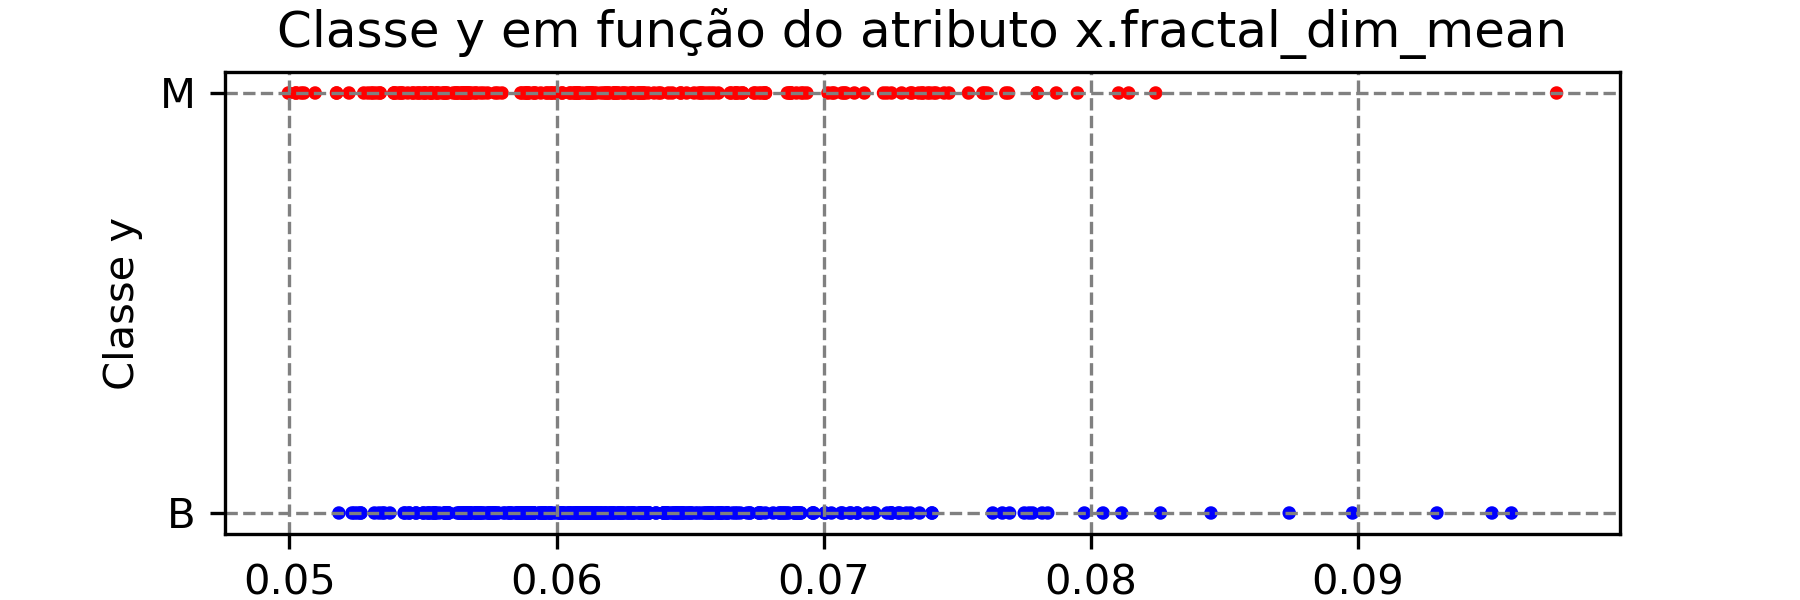 Classe y em função do atributo x.fractal_dim_mean
M
Classe y
B
0.05 0.06 0.07 0.08 0.09